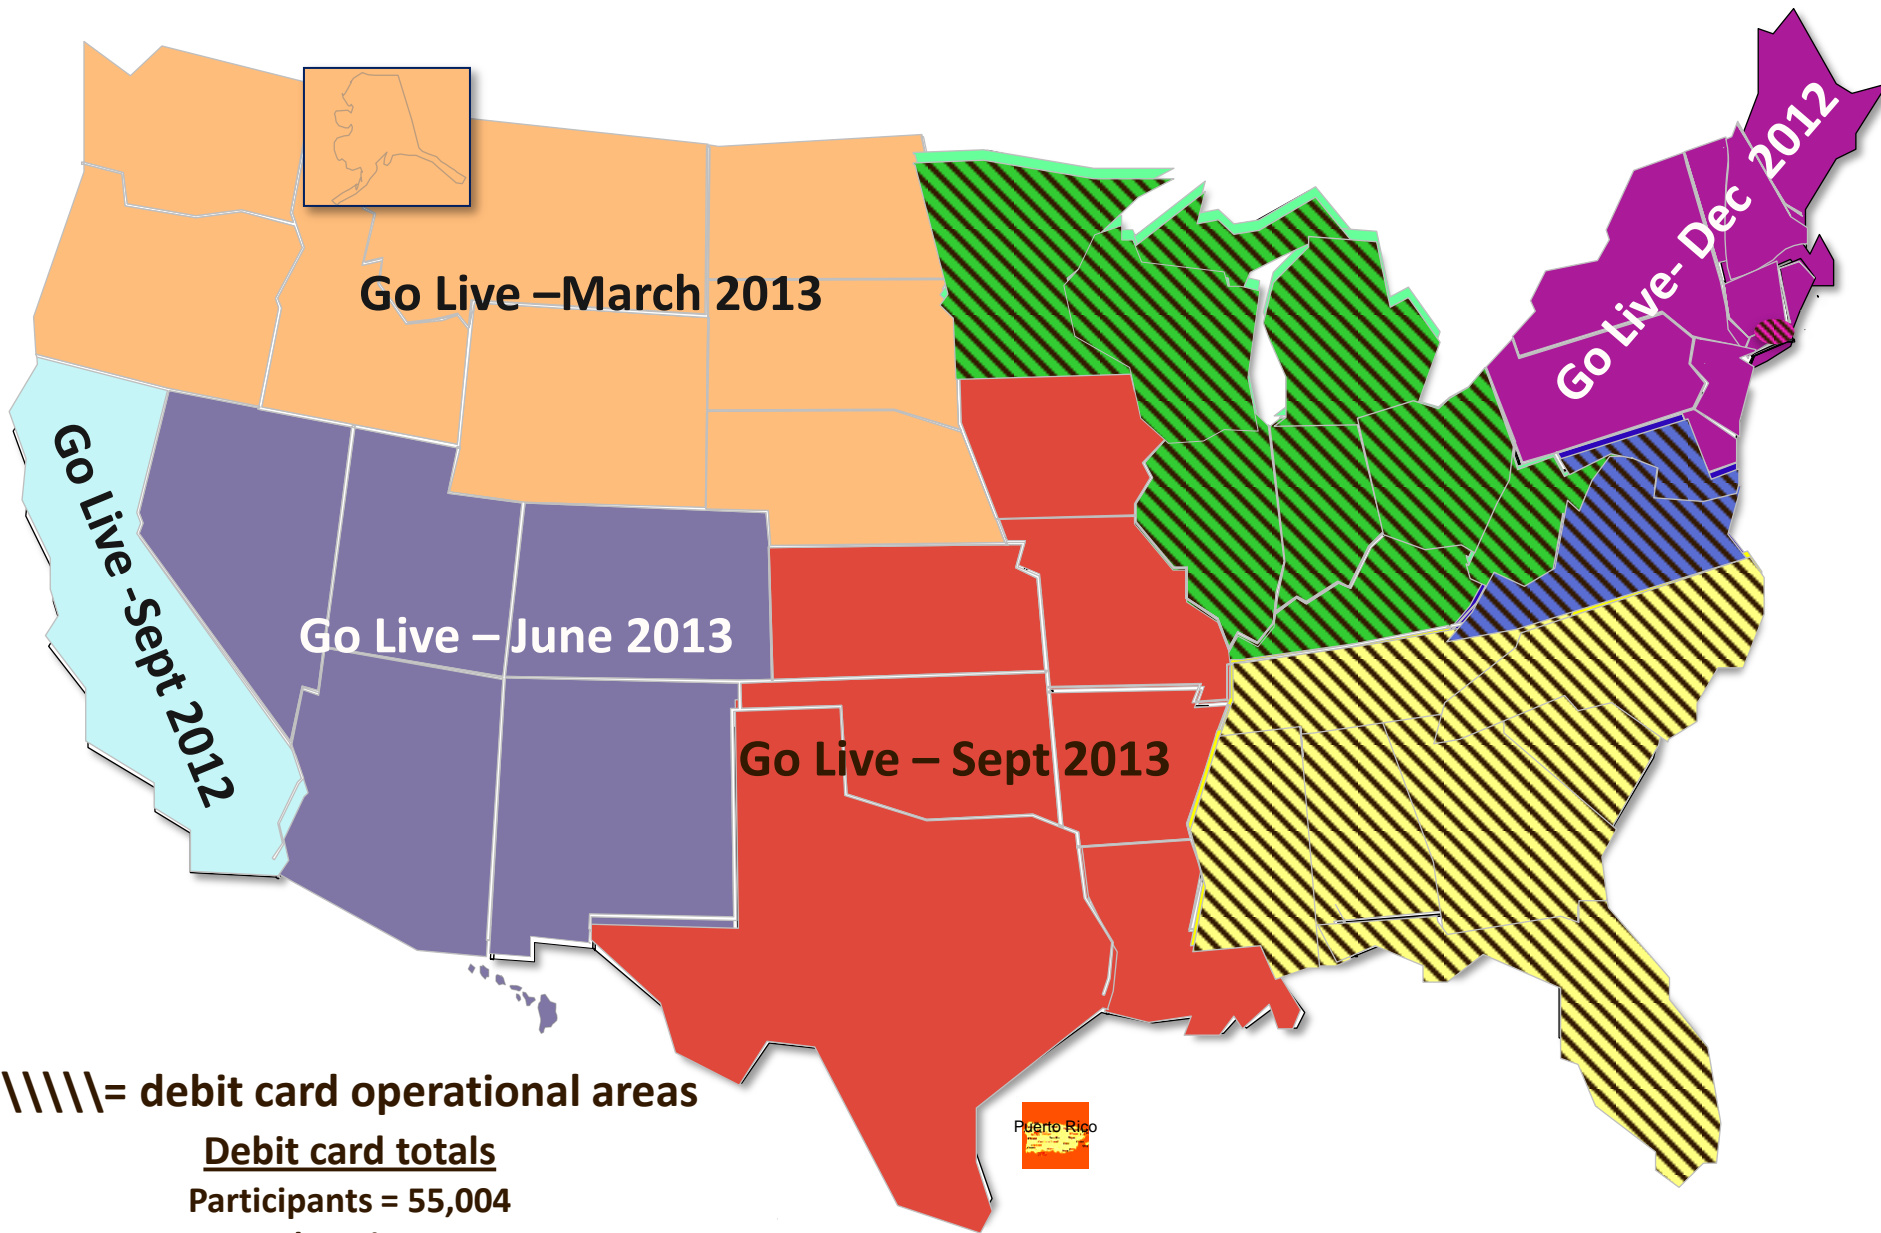 Go Live- Dec 2012
Go Live –March 2013
Go Live -Sept 2012
Go Live – June 2013
Go Live – Sept 2013
\\\\\= debit card operational areas
Debit card totals
Puerto Rico
Participants = 55,004